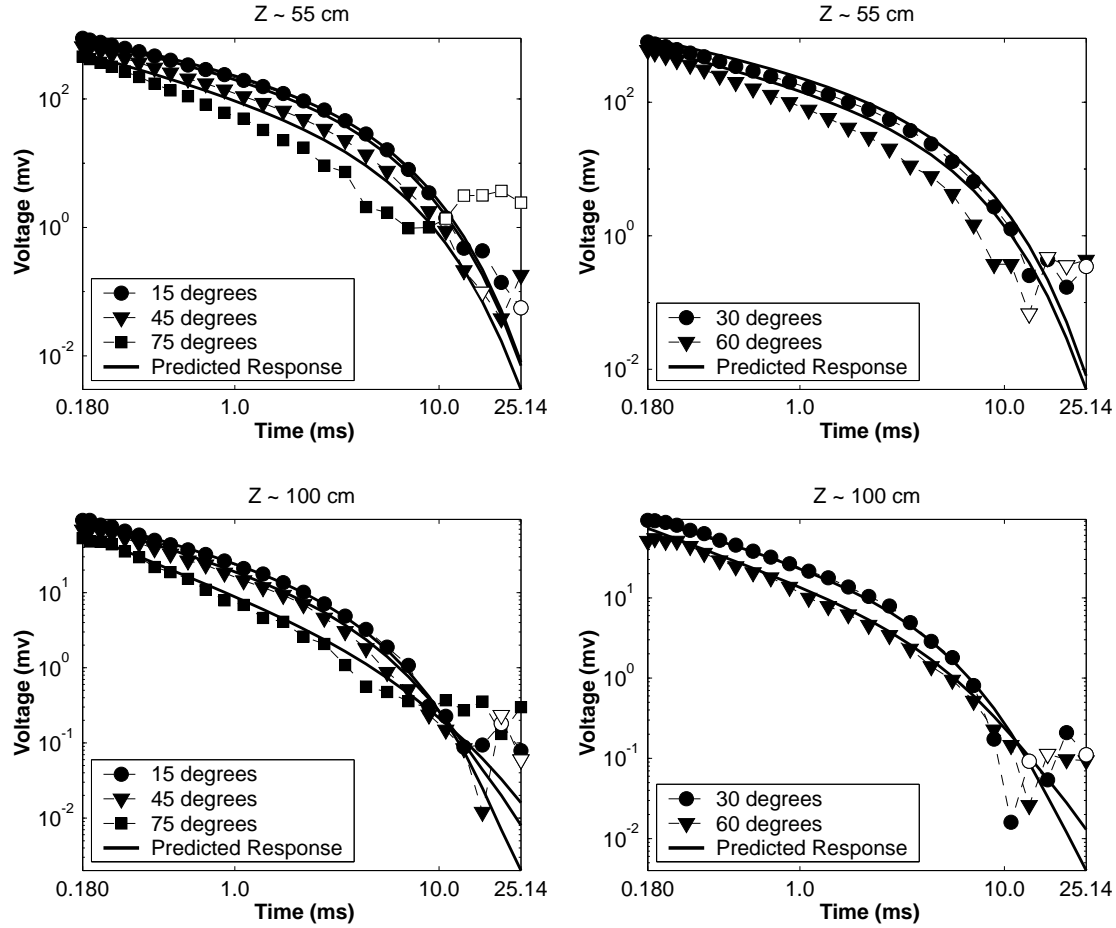 Z ~ 55 cm
Voltage (mv)
10^2
10^0
10^-2
15 degrees
45 degrees
75 degrees
Predicted Response
0.180
1.0
10.0
25.14
Time (ms)
Z ~ 55 cm
Voltage (mv)
10^2
10^0
10^-2
30 degrees
60 degrees
Predicted Response
0.180
1.0
10.0
25.14
Time (ms)
Z ~ 100 cm
Voltage (mv)
10^1
10^0
10^-1
10^-2
15 degrees
45 degrees
75 degrees
Predicted Response
0.180
1.0
10.0
25.14
Time (ms)
Z ~ 100 cm
Voltage (mv)
10^1
10^0
10^-1
10^-2
30 degrees
60 degrees
Predicted Response
0.180
1.0
10.0
25.14
Time (ms)